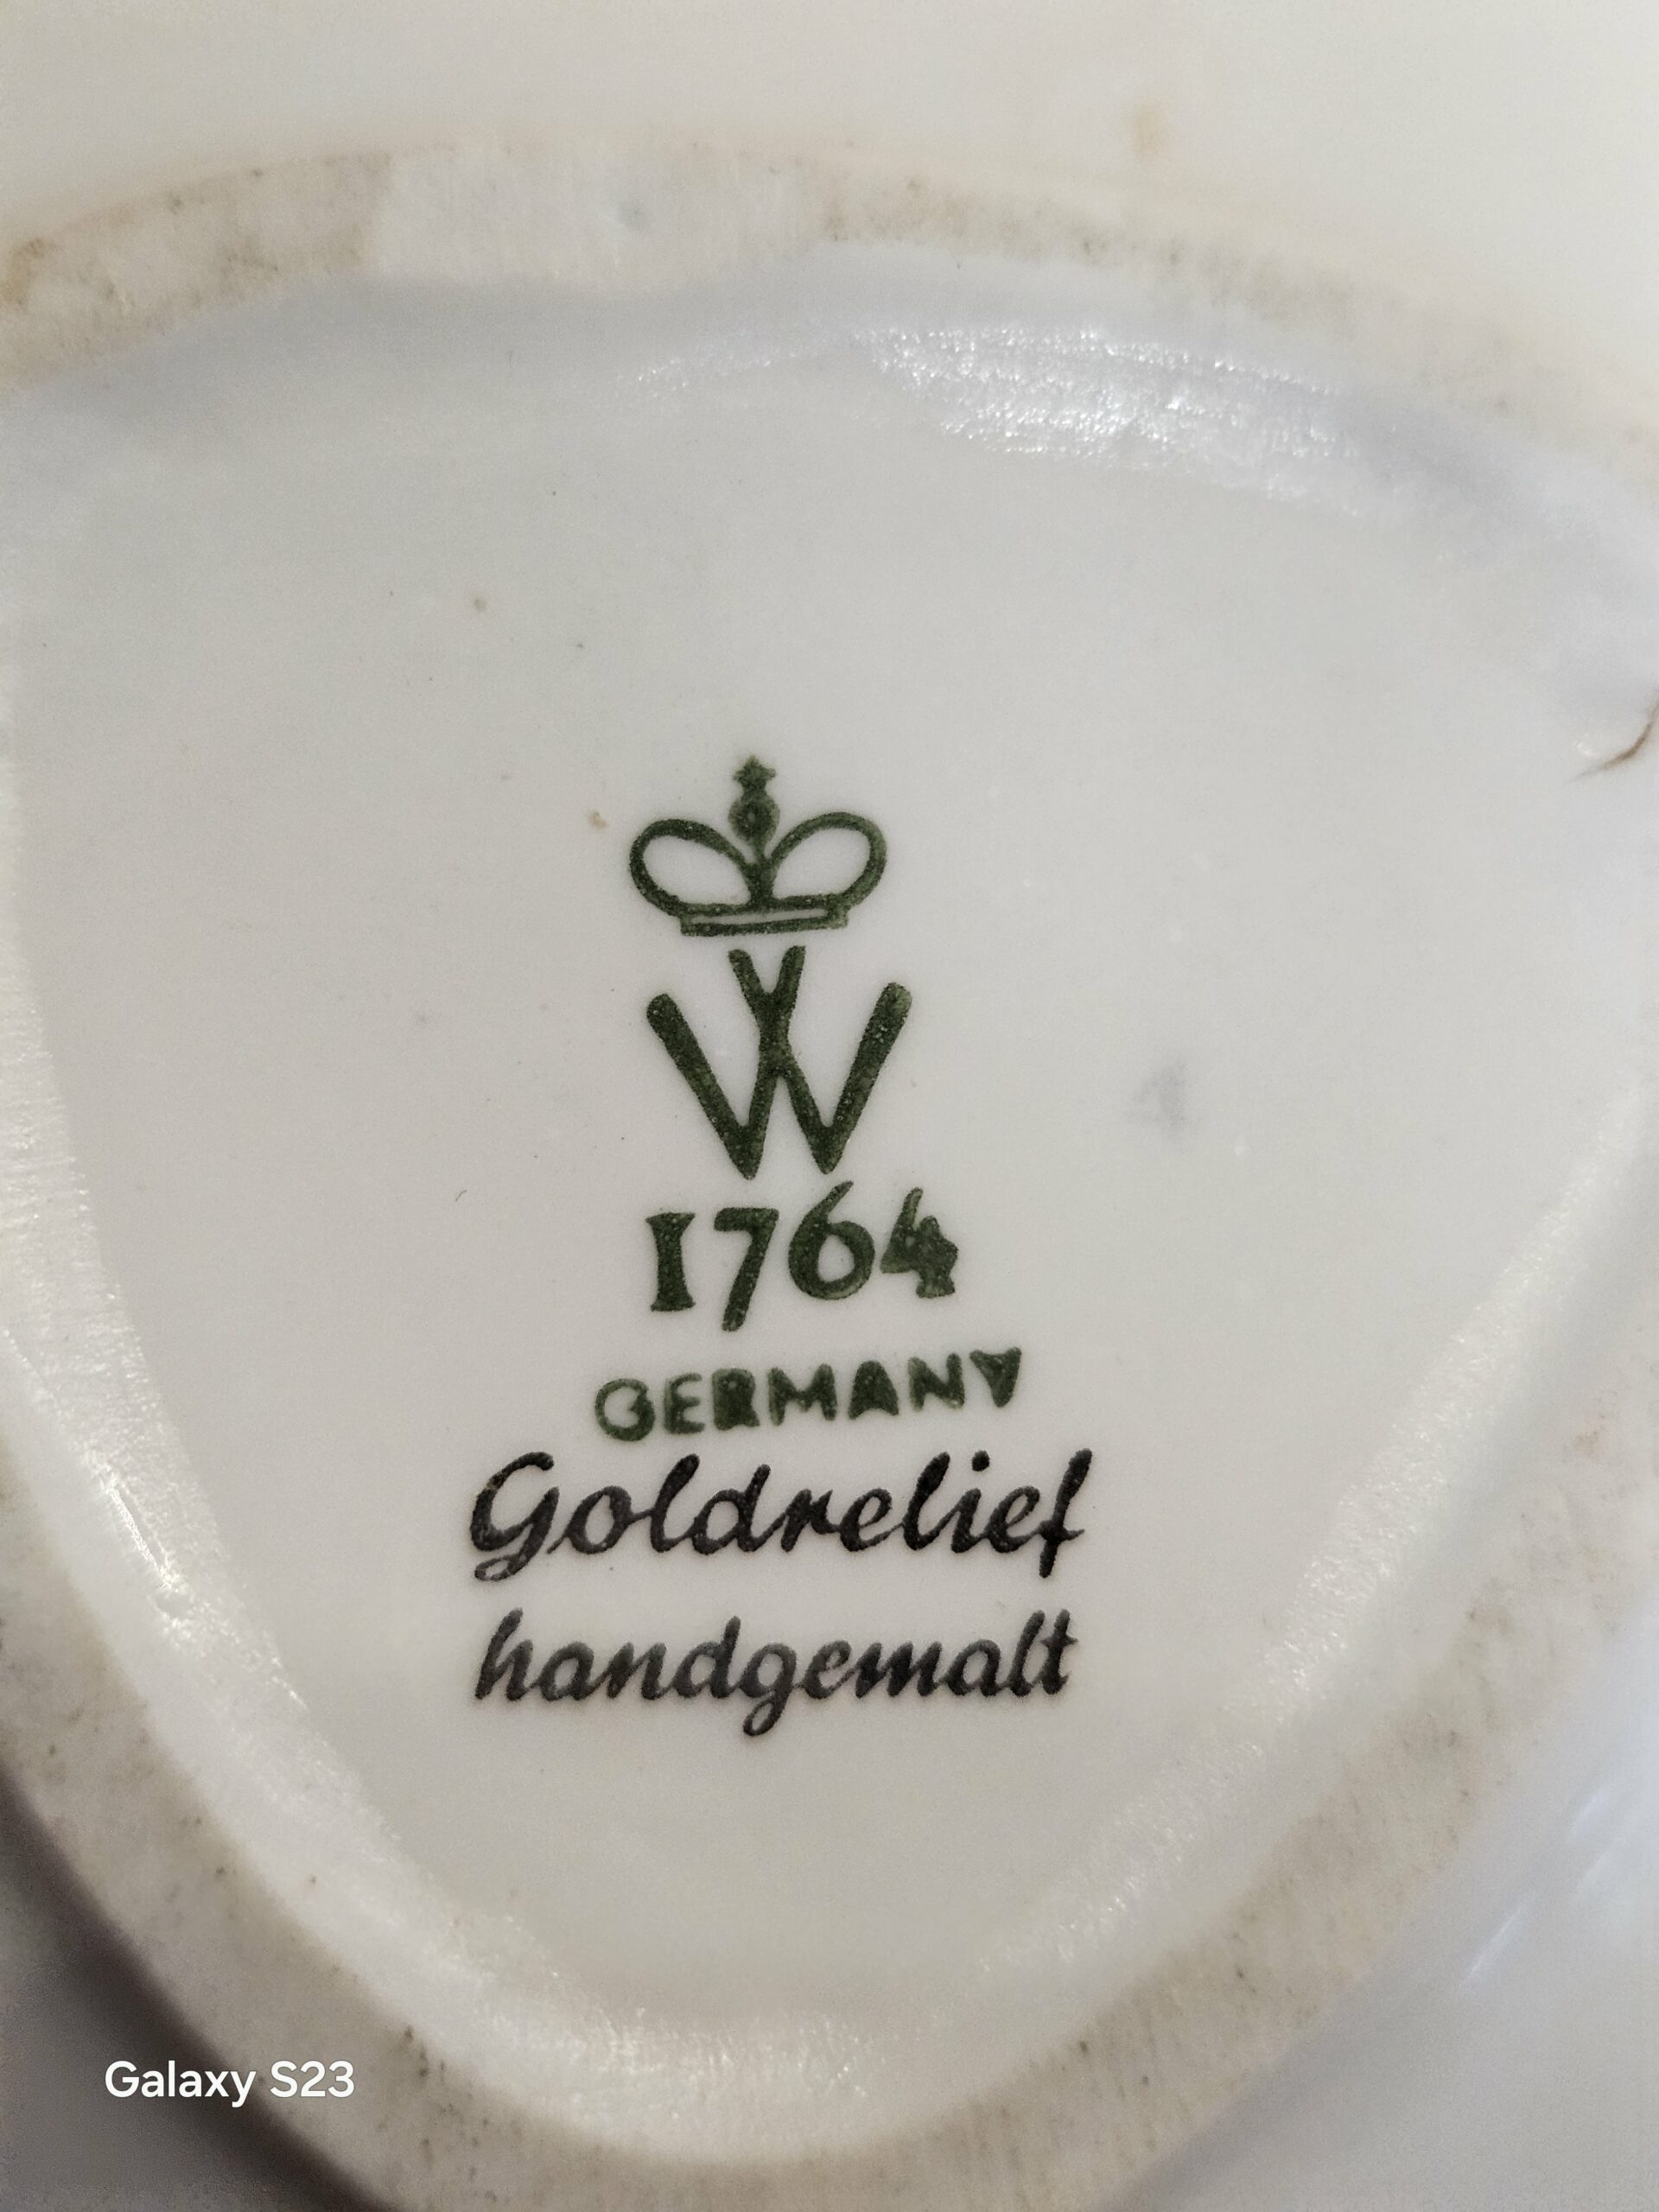 W
1764
GERMANY
Goldrelief
handgemalt
Galaxy S23